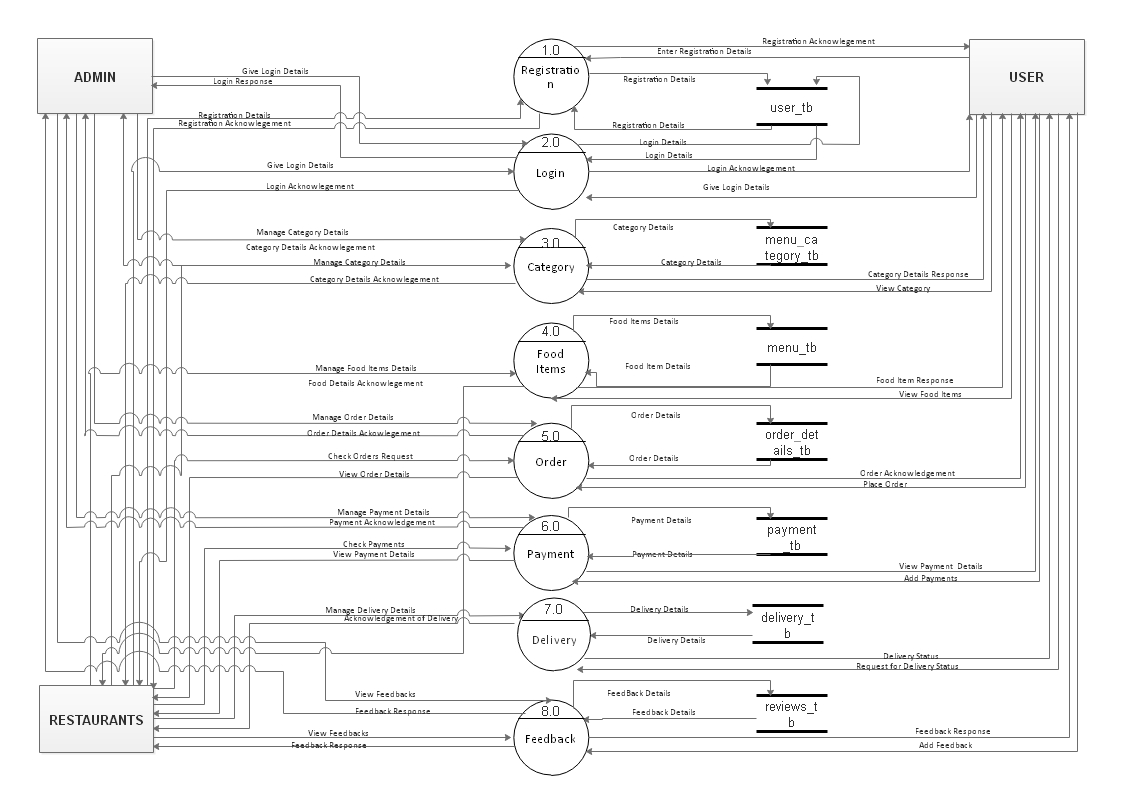 1.0
Registration Acknowlegement
Enter Registration Details
ADMIN
Give Login Details
Login Response
Registratio
n
Registration Details
USER
user_tb
Registration Details
Registration Acknowlegement
Registration Details
2.0
Login Details
Login Details
Give Login Details
Login
Login Acknowlegement
Login Acknowlegement
Give Login Details
Manage Category Details
Category Details
3.0
menu_ca
tegory_tb
Category Details Acknowlegement
Manage Category Details
Category
Category Details
Category Details Acknowlegement
Category Details Response
View Category
4.0
Food Items Details
Food
Items
menu_tb
Manage Food Items Details
Food Item Details
Food Details Acknowlegement
Food Item Response
View Food Items
Manage Order Details
Order Details
Order Details Ackowlegement
5.0
order_det
ails_tb
Check Orders Request
Order
Order Details
View Order Details
Order Acknowledgement
Place Order
Manage Payment Details
Payment Acknowledgement
6.0
Payment Details
payment
_tb
Check Payments
View Payment Details
Payment
Payment Details
View Payment Details
Add Payments
Manage Delivery Details
Acknowledgement of Delivery
7.0
Delivery Details
delivery_t
b
Delivery
Delivery Details
Delivery Status
Request for Delivery Status
View Feedbacks
Feedback Response
FeedBack Details
8.0
Feedback Details
reviews_t
b
RESTAURANTS
View Feedbacks
Feedback Response
Feedback
Feedback Response
Add Feedback